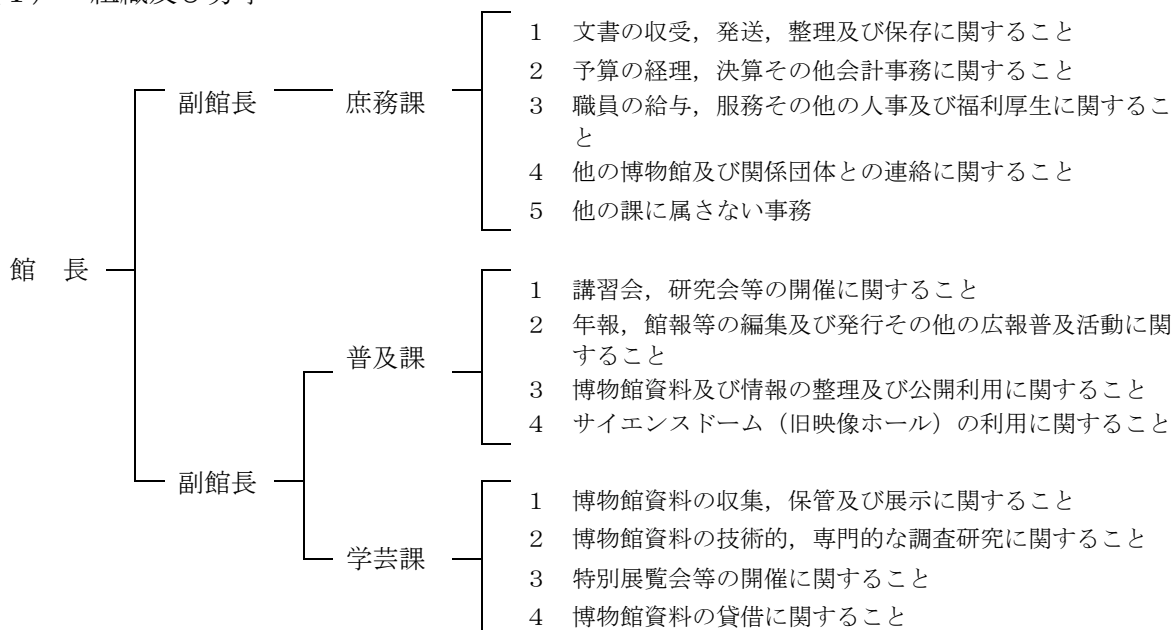 館　長
副館長
庶務課
１　文書の収受，発送，整理及び保存に関すること
２　予算の経理，決算その他会計事務に関すること
３　職員の給与，服務その他の人事及び福利厚生に関するこ
と
４　他の博物館及び関係団体との連絡に関すること
５　他の課に属さない事務
副館長
普及課
１　講習会，研究会等の開催に関すること
２　年報，館報等の編集及び発行その他の広報普及活動に関
すること
３　博物館資料及び情報の整理及び公開利用に関すること
４　サイエンスドーム（旧映像ホール）の利用に関すること
学芸課
１　博物館資料の収集，保管及び展示に関すること
２　博物館資料の技術的，専門的な調査研究に関すること
３　特別展覧会等の開催に関すること
４　博物館資料の貸借に関すること